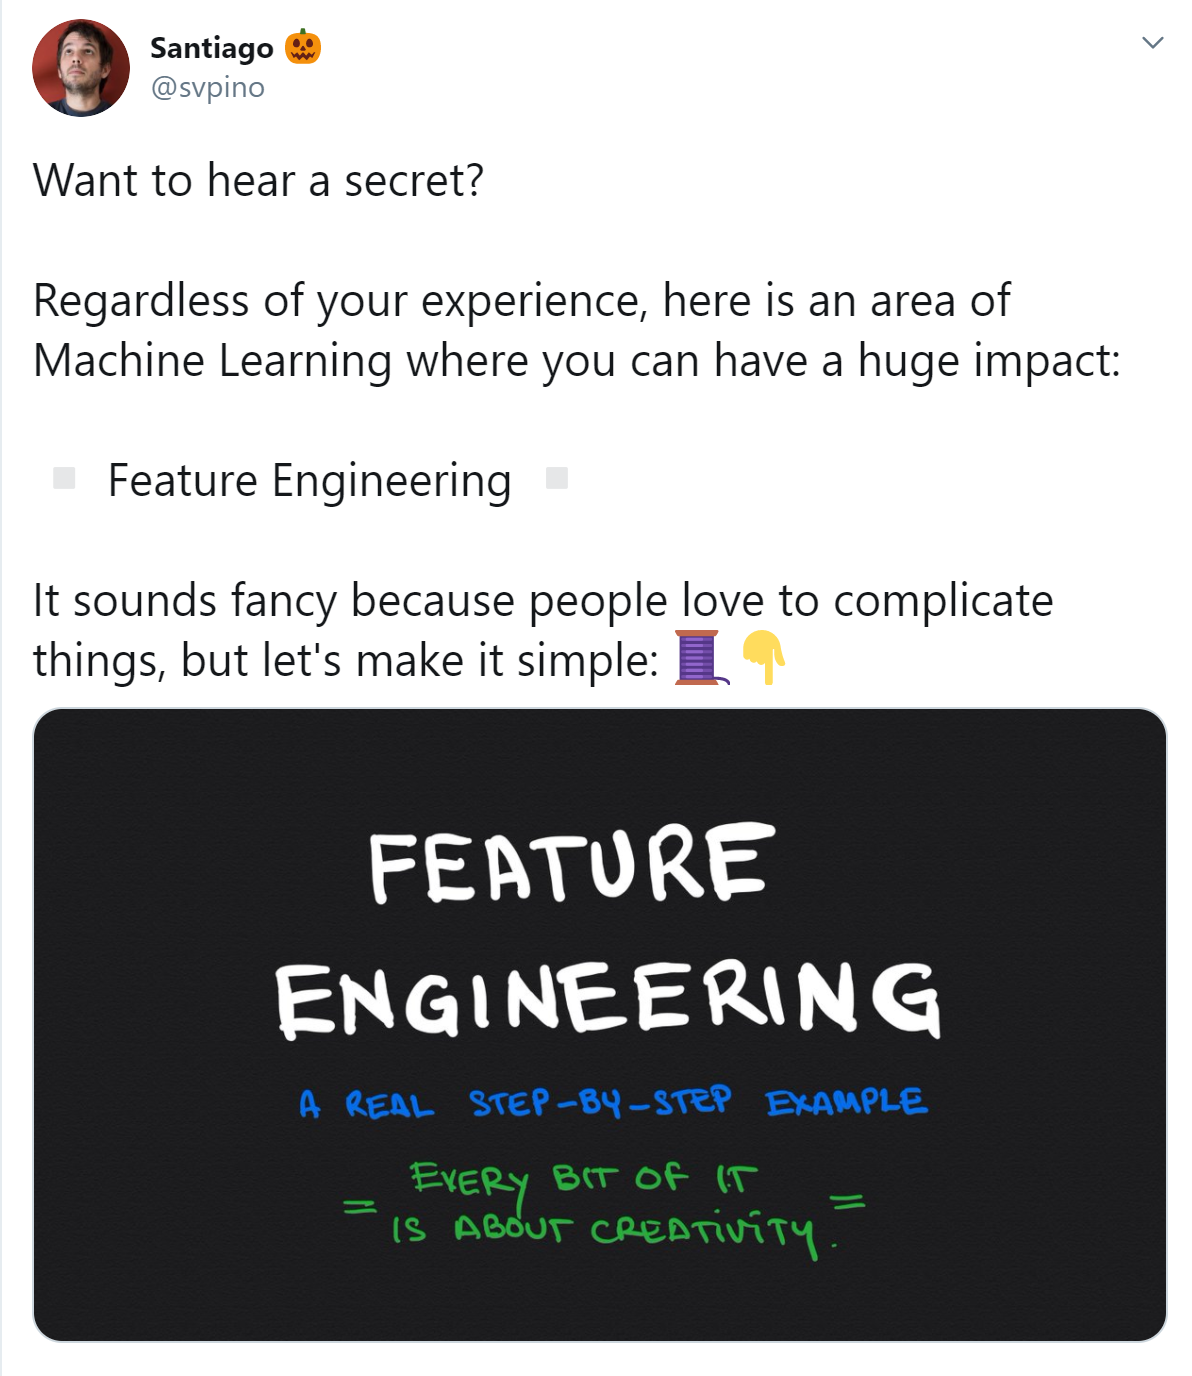 Santiago 🎃
@svpino
Want to hear a secret?
Regardless of your experience, here is an area of
Machine Learning where you can have a huge impact:
◽ Feature Engineering ◽
It sounds fancy because people love to complicate
things, but let's make it simple: 🧵👇
FEATURE
ENGINEERING
A REAL STEP-BY-STEP EXAMPLE
= EVERY BIT OF IT =
IS ABOUT CREATIVITY.